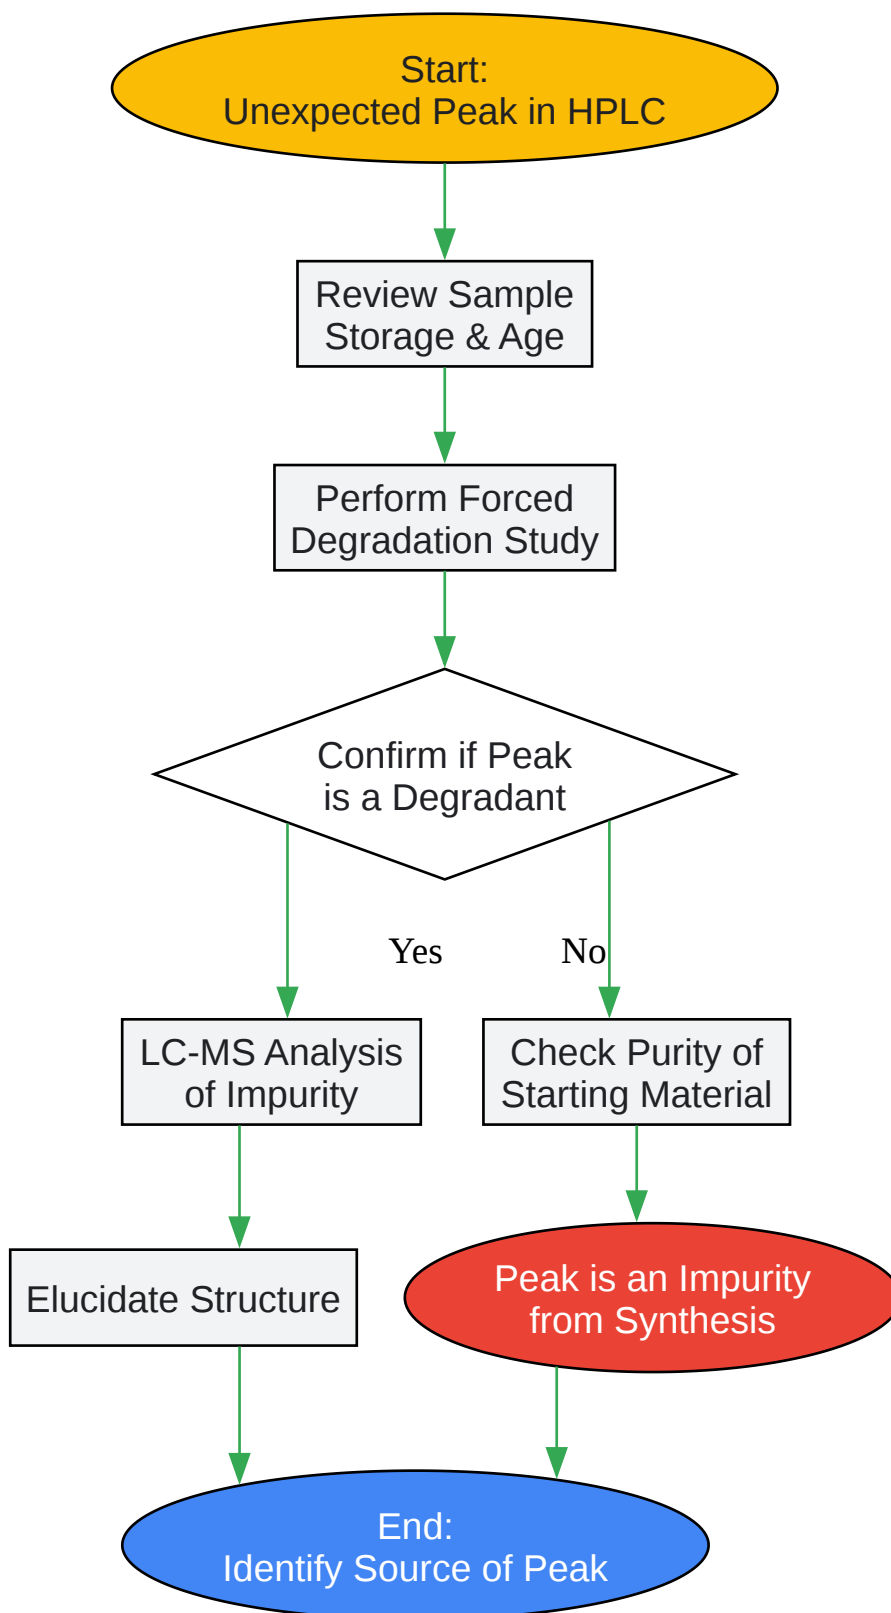 Start:
Unexpected Peak in HPLC
Review Sample
Storage & Age
Perform Forced
Degradation Study
Confirm if Peak
is a Degradant
Yes
No
LC-MS Analysis
of Impurity
Check Purity of
Starting Material
Elucidate Structure
Peak is an Impurity
from Synthesis
End:
Identify Source of Peak